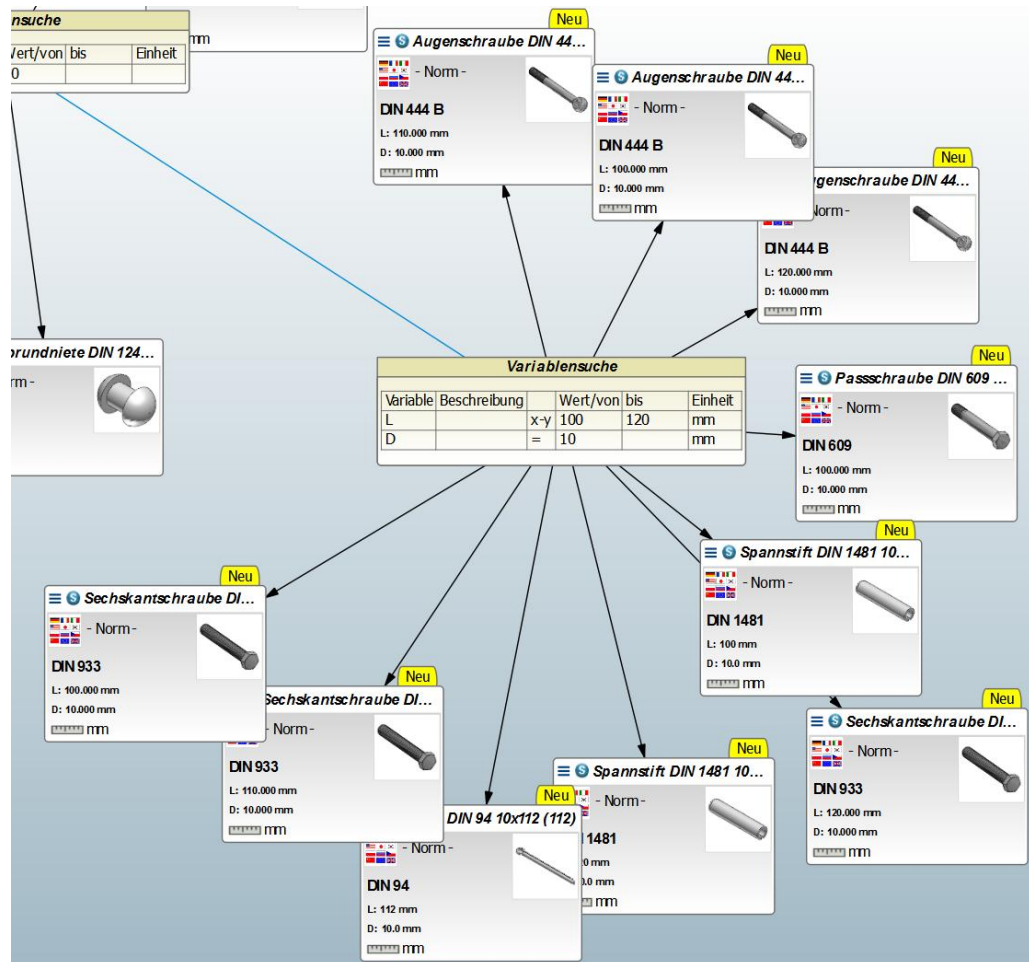 Neu
nsuche
Wert/von bis Einheit
0
mm
Augenschraube DIN 44...
- Norm -
DIN 444 B
L: 110.000 mm
D: 10.000 mm
mm
Neu
Augenschraube DIN 44...
- Norm -
DIN 444 B
L: 100.000 mm
D: 10.000 mm
mm
Neu
ugenschraube DIN 44...
Norm -
DIN 444 B
L: 120.000 mm
D: 10.000 mm
mm
brundniete DIN 124...
rm -
Variablensuche
Variable Beschreibung Wert/von bis Einheit
L x-y 100 120 mm
D = 10 mm
Neu
Passschraube DIN 609 ...
- Norm -
DIN 609
L: 100.000 mm
D: 10.000 mm
mm
Neu
Spannstift DIN 1481 10...
- Norm -
DIN 1481
L: 100 mm
D: 10.0 mm
mm
Neu
Sechskantschraube DI...
- Norm -
DIN 933
L: 100.000 mm
D: 10.000 mm
mm
Neu
Sechskantschraube DI...
- Norm -
DIN 933
L: 110.000 mm
D: 10.000 mm
mm
Neu
Sechskantschraube DI...
- Norm -
DIN 933
L: 120.000 mm
D: 10.000 mm
mm
Neu
Spannstift DIN 1481 10...
- Norm -
1481
20 mm
0.0 mm
mm
Neu
DIN 94 10x112 (112)
- Norm -
DIN 94
L: 112 mm
D: 10.0 mm
mm